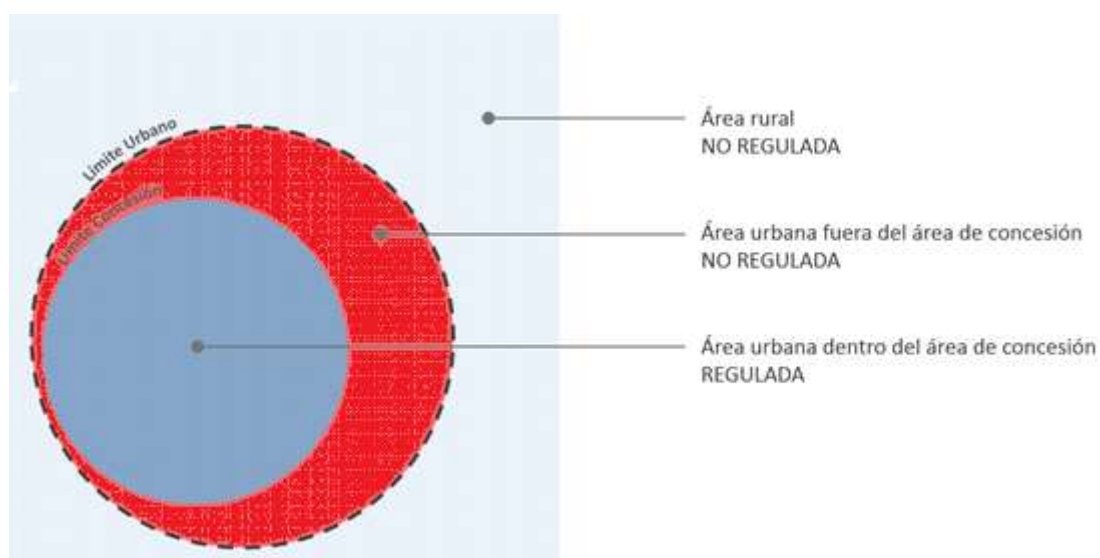 Límite Urbano
Límite Concesión
Área rural
NO REGULADA
Área urbana fuera del área de concesión
NO REGULADA
Área urbana dentro del área de concesión
REGULADA